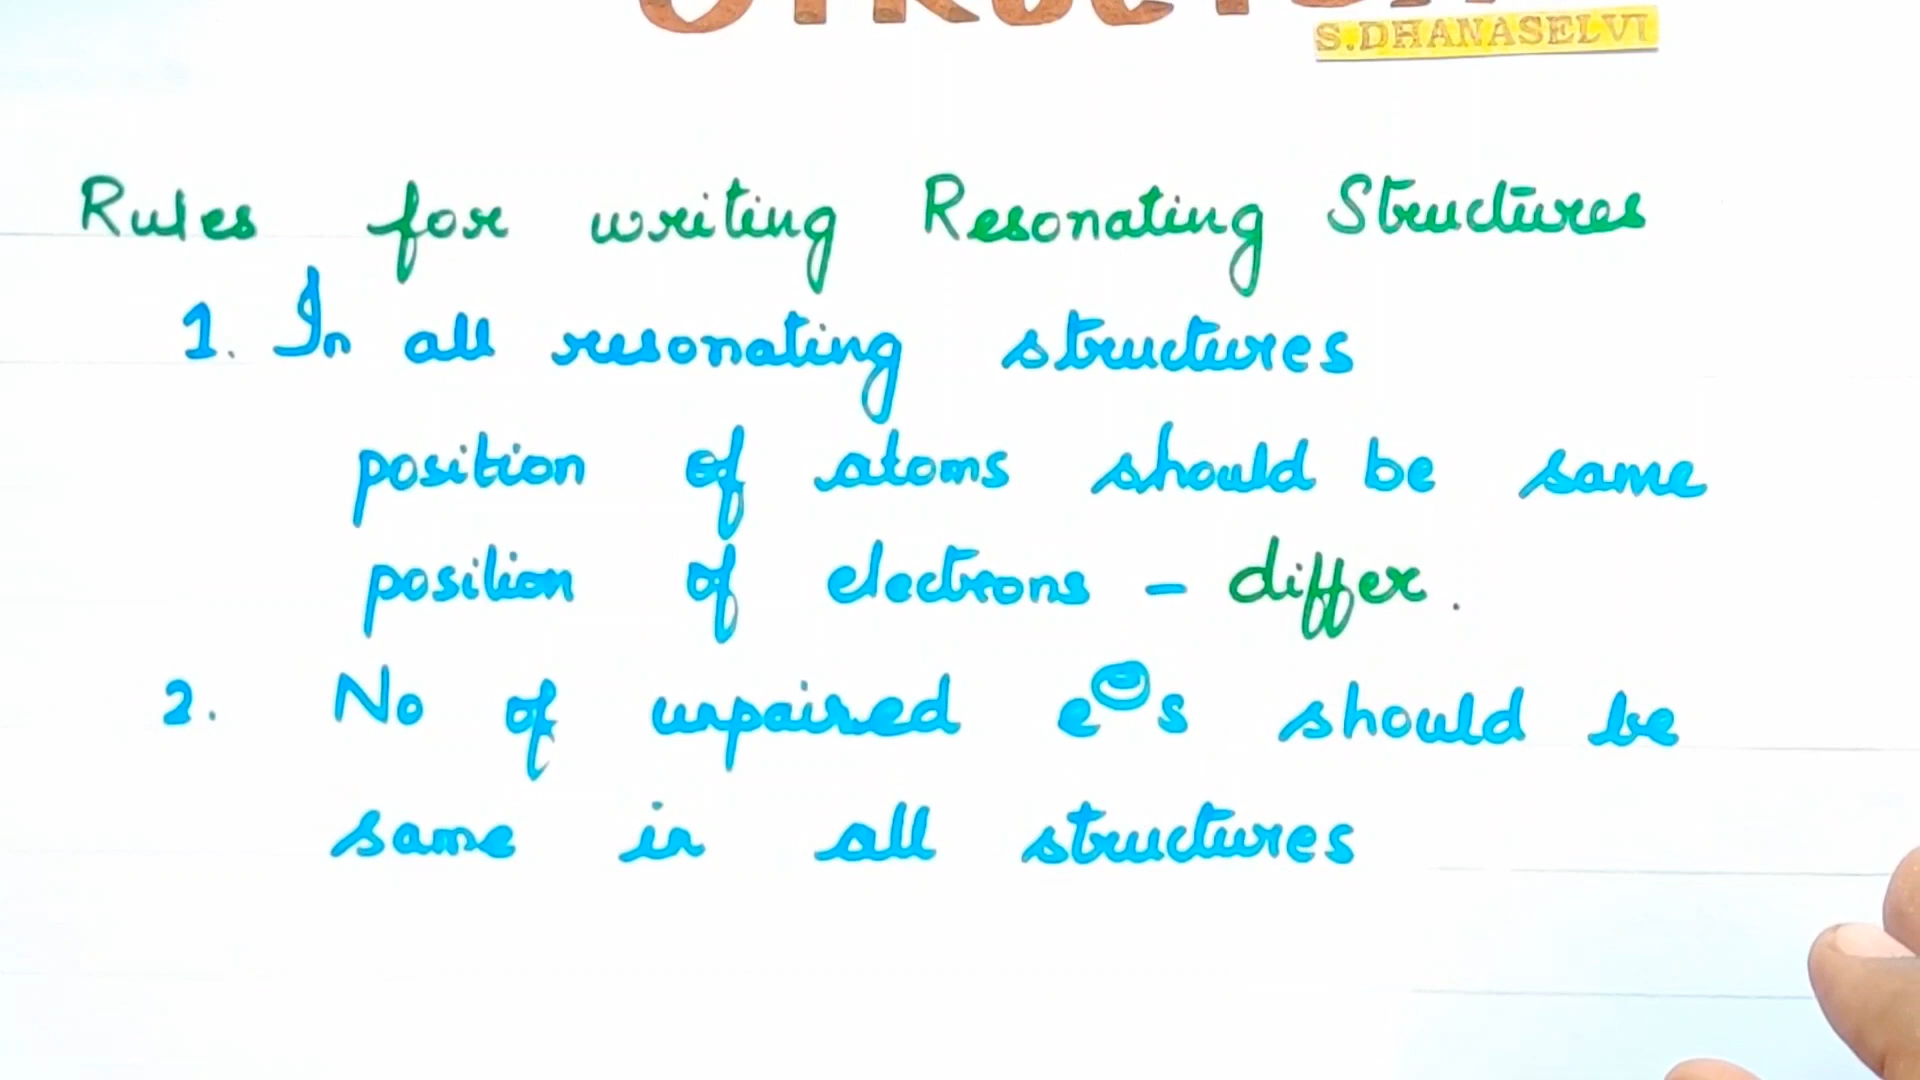 S.DHANASELVI
Rules for writing Resonating Structures
1. In all resonating structures
position of atoms should be same
position of electrons - differ.
2. No of unpaired e⊖s should be
same in all structures